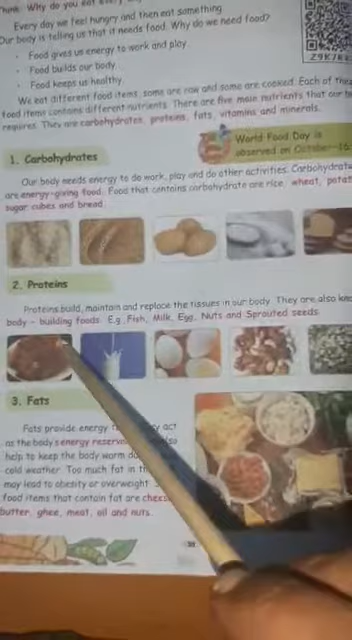 Think: Why do you eat every
Every day we feel hungry and then eat something
Our body is telling us that it needs food. Why do we need food?
• Food gives us energy to work and play
• Food builds our body
• Food keeps us healthy
We eat different food items, some are raw and some are cooked. Each of
food items contains different nutrients. There are five main nutrients that our
requires. They are carbohydrates, proteins, fats, vitamins and minerals.
World Food Day is
observed on October-16
1. Carbohydrates
Our body needs energy to do work, play and do other activities.
are energy-giving food. Food that contains carbohydrate are rice, wheat,
sugar cubes and bread.
2. Proteins
Proteins build, maintain and replace the tissues in our body. They are also
body - building foods. E.g. Fish, Milk, Egg, Nuts and Sprouted seeds.
3. Fats
Fats provide energy act
as the body's energy
help to keep the body warm
cold weather. Too much fat in
may lead to obesity or overweight
food items that contain fat are
butter, ghee, meat, oil and nuts.